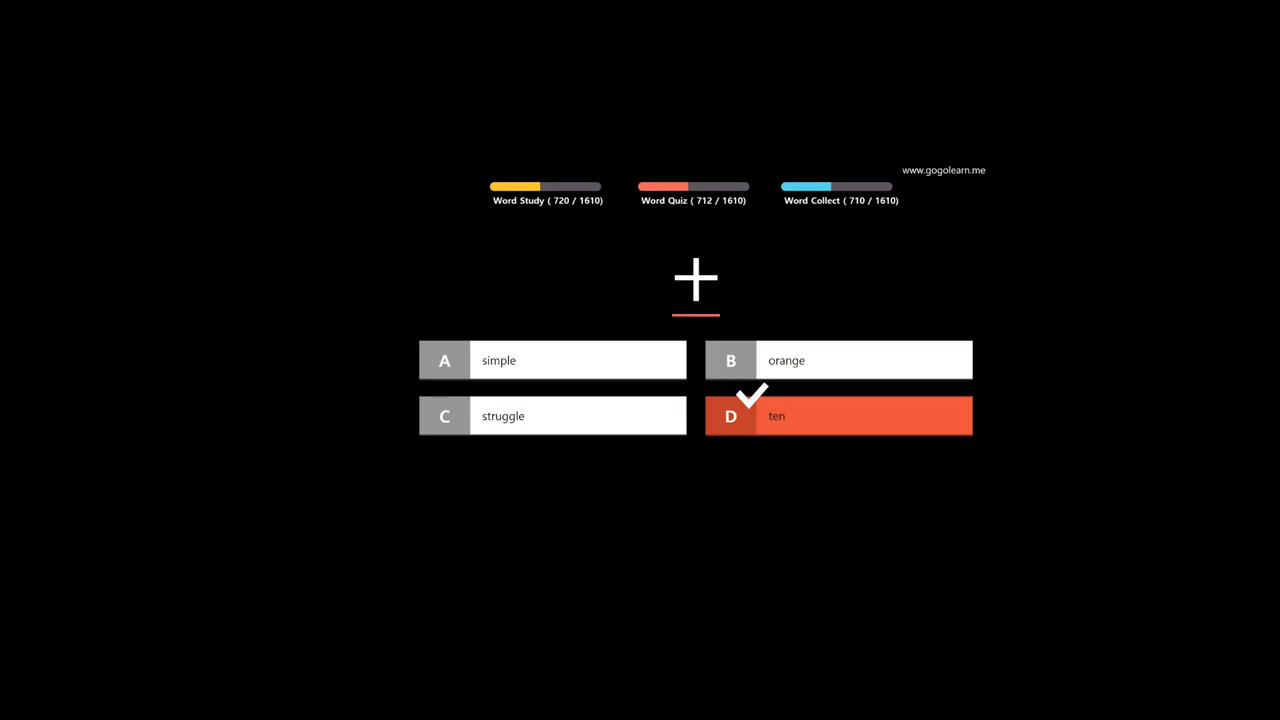 www.gogolearn.me
Word Study ( 720 / 1610) Word Quiz ( 712 / 1610) Word Collect ( 710 / 1610)
十
A simple B orange
C struggle D ten